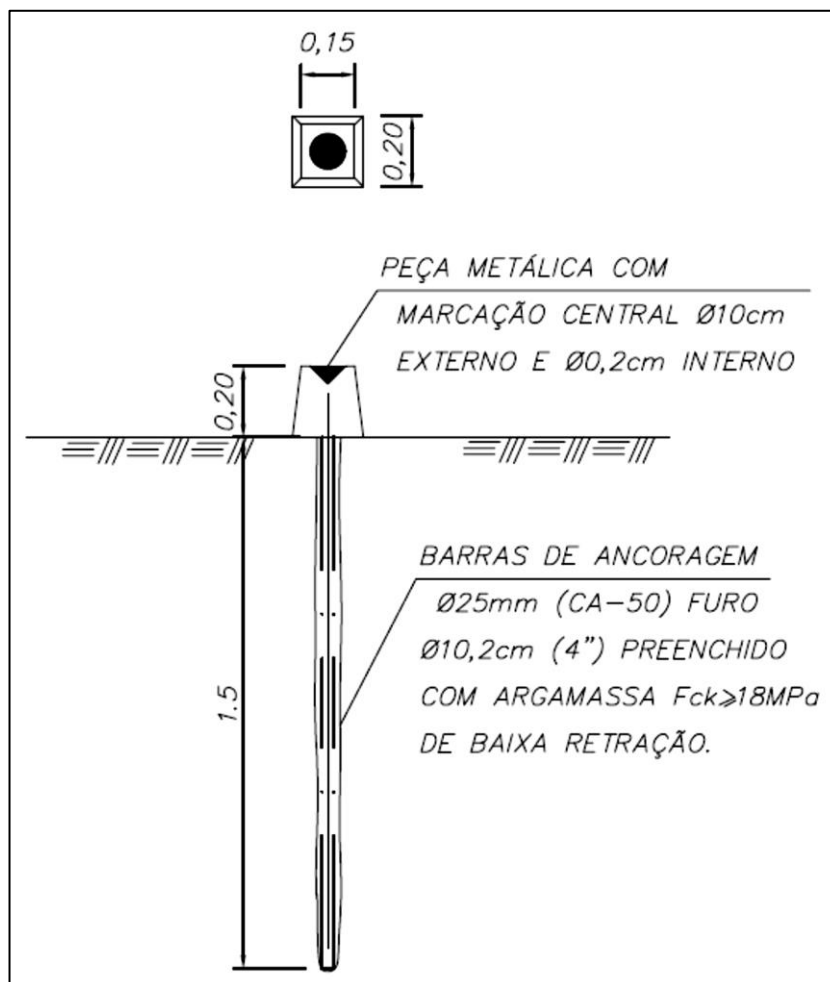 0,15
0,20
PEÇA METÁLICA COM
MARCAÇÃO CENTRAL Ø10cm
EXTERNO E Ø0,2cm INTERNO
0,20
BARRAS DE ANCORAGEM
Ø25mm (CA-50) FURO
Ø10,2cm (4") PREENCHIDO
COM ARGAMASSA Fck⩾18MPa
DE BAIXA RETRAÇÃO.
1.5